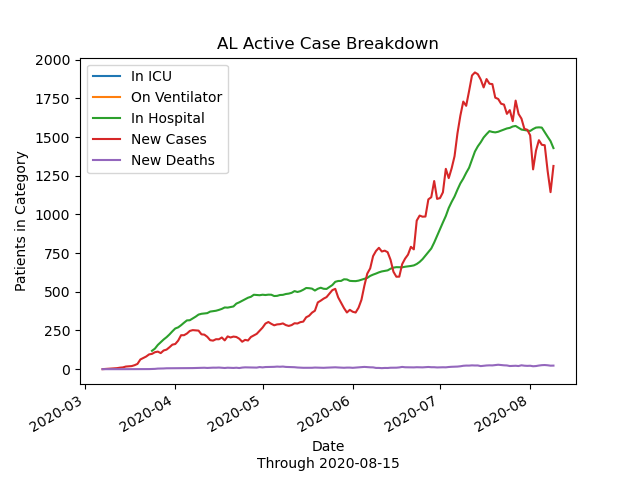 AL Active Case Breakdown
In ICU
On Ventilator
In Hospital
New Cases
New Deaths
Patients in Category
2000
1750
1500
1250
1000
750
500
250
0
2020-03
2020-04
2020-05
2020-06
2020-07
2020-08
Date
Through 2020-08-15